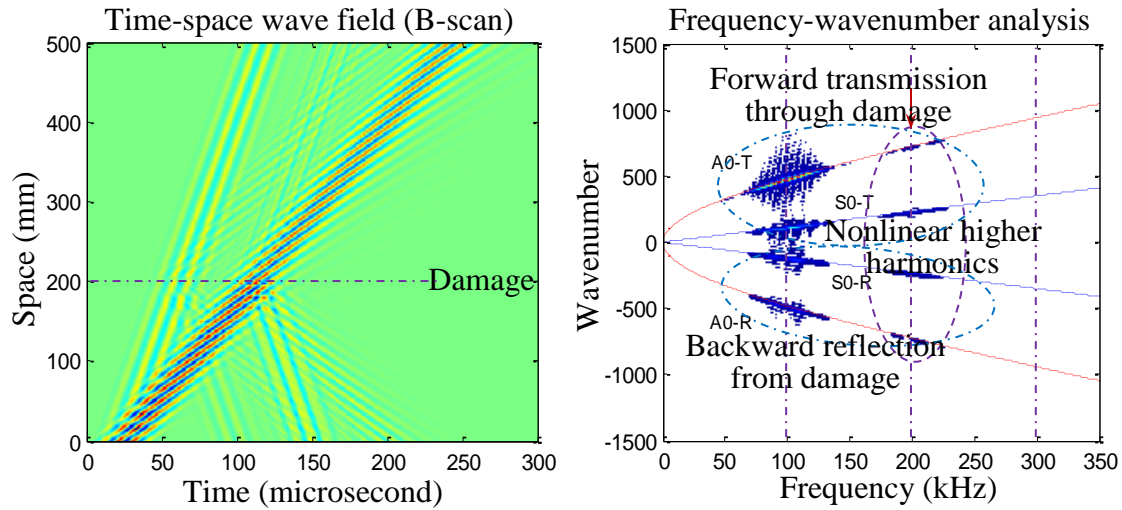 Time-space wave field (B-scan)
500
400
300
200
100
0
Space (mm)
Damage
0
50
100
150
200
250
300
Time (microsecond)
Frequency-wavenumber analysis
1500
1000
500
0
-500
-1000
-1500
Wavenumber
Forward transmission
through damage
A0-T
S0-T
Nonlinear higher
harmonics
S0-R
A0-R
Backward reflection
from damage
0
50
100
150
200
250
300
350
Frequency (kHz)